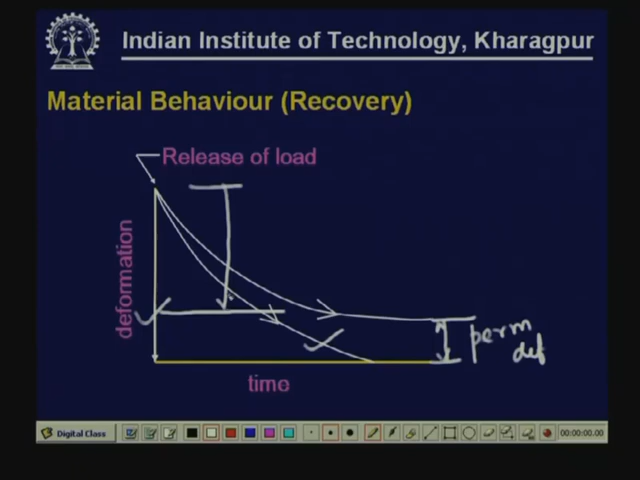 Indian Institute of Technology, Kharagpur
Material Behaviour (Recovery)
Release of load
deformation
perm
def
time
Digital Class
00:00:00.00